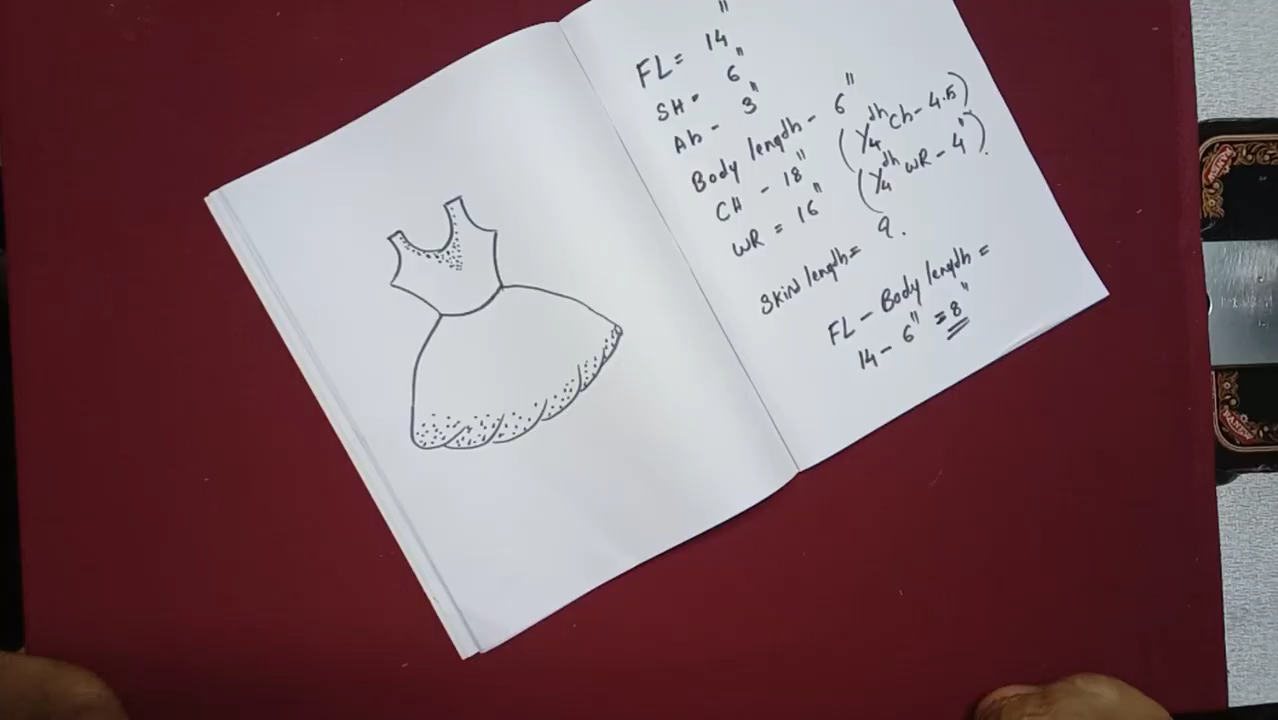 FL = 14"
SH - 6"
Ah - 3"
Body length - 6"
CH - 18" (1/4th Ch - 4.5)
WR = 16" (1/4th WR - 4").
Skin length = 9.
FL - Body length =
14 - 6" = 8"